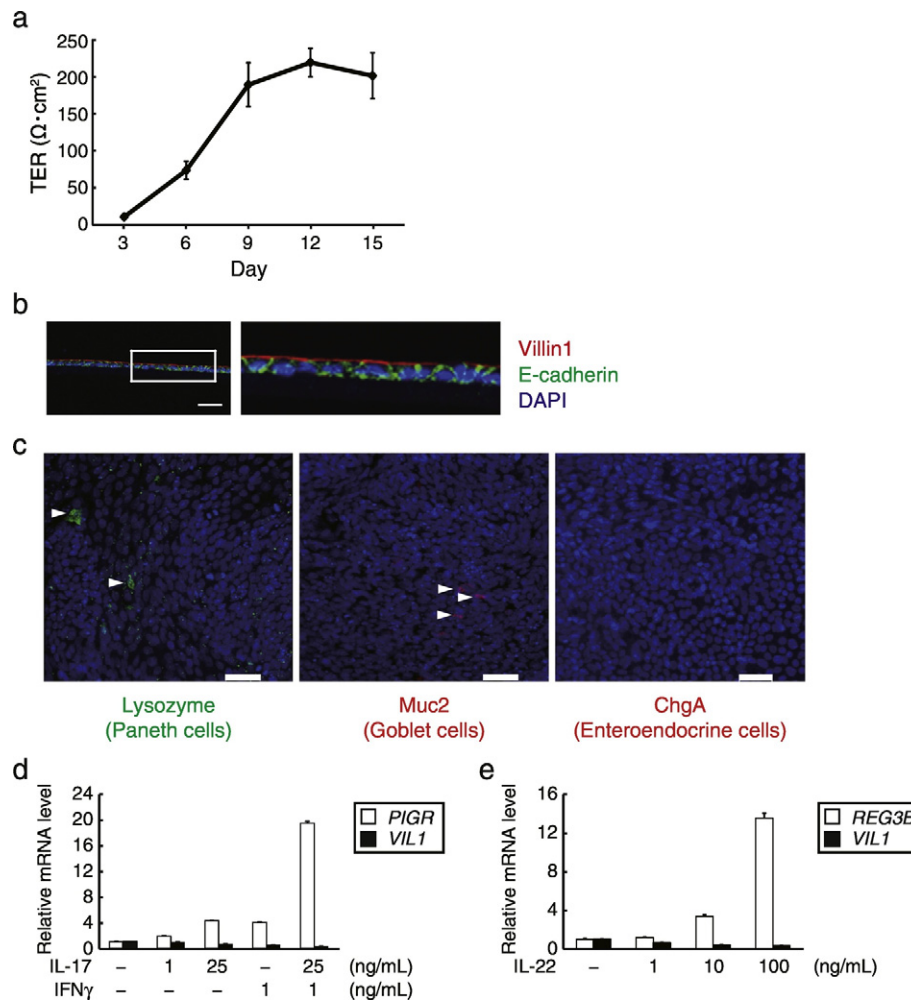 a
250
200
150
100
50
0
TER (Ω·cm²)
3 6 9 12 15
Day
b
Villin1
E-cadherin
DAPI
c
Lysozyme
(Paneth cells)
Muc2
(Goblet cells)
ChgA
(Enteroendocrine cells)
d
Relative mRNA level
24
20
16
12
8
4
0
PIGR
VIL1
IL-17 – 1 25 – 25 (ng/mL)
IFNγ – – – 1 1 (ng/mL)
e
Relative mRNA level
16
12
8
4
0
REG3B
VIL1
IL-22 – 1 10 100 (ng/mL)